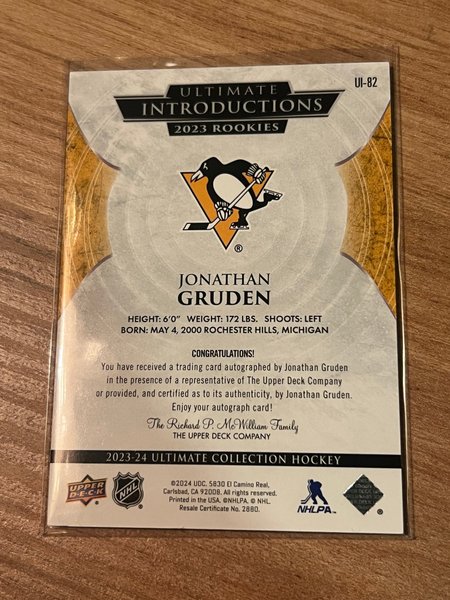 UI-82
ULTIMATE
INTRODUCTIONS
2023 ROOKIES
®
JONATHAN
GRUDEN
HEIGHT: 6'0" WEIGHT: 172 LBS. SHOOTS: LEFT
BORN: MAY 4, 2000 ROCHESTER HILLS, MICHIGAN
CONGRATULATIONS!
You have received a trading card autographed by Jonathan Gruden
in the presence of a representative of The Upper Deck Company
or provided, and certified as to its authenticity, by Jonathan Gruden.
Enjoy your autograph card!
The Richard P. McWilliam Family
THE UPPER DECK COMPANY
2023-24 ULTIMATE COLLECTION HOCKEY
UPPER
DECK
NHL
©2024 UDC. 5830 El Camino Real,
Carlsbad, CA 92008. All rights reserved.
Printed in the USA. ©NHLPA. © NHL.
Resale Certificate No. 2880.
NHLPA
®